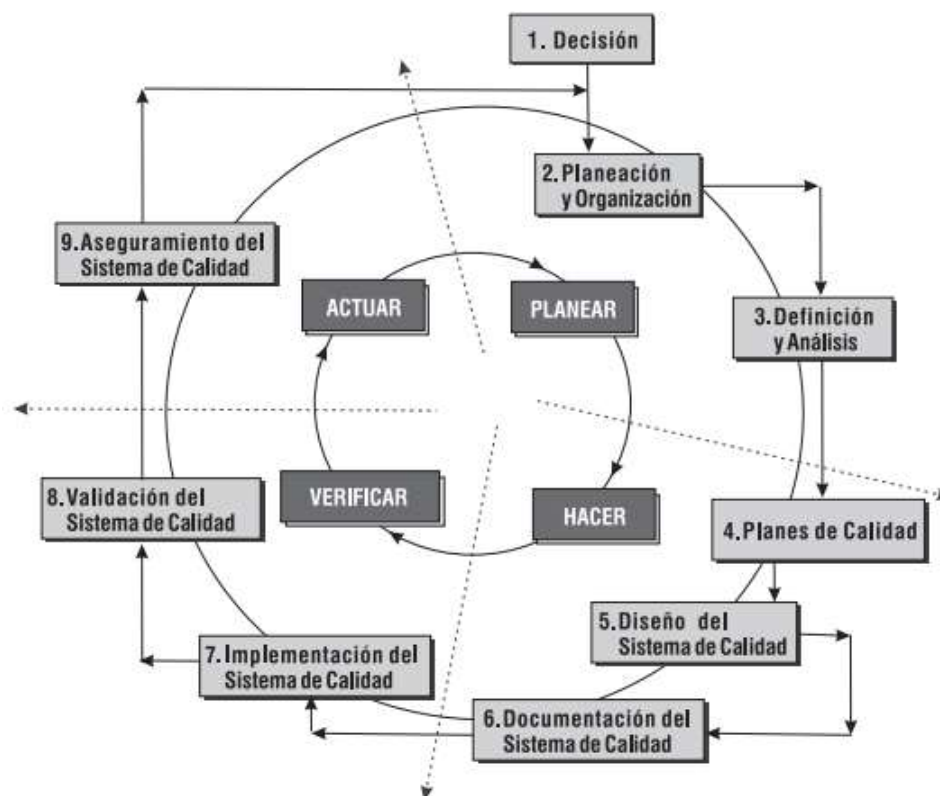 1. Decisión
2. Planeación
y Organización
3. Definición
y Análisis
4. Planes de Calidad
5. Diseño del
Sistema de Calidad
6. Documentación del
Sistema de Calidad
7. Implementación del
Sistema de Calidad
8. Validación del
Sistema de Calidad
9. Aseguramiento del
Sistema de Calidad
ACTUAR
PLANEAR
HACER
VERIFICAR